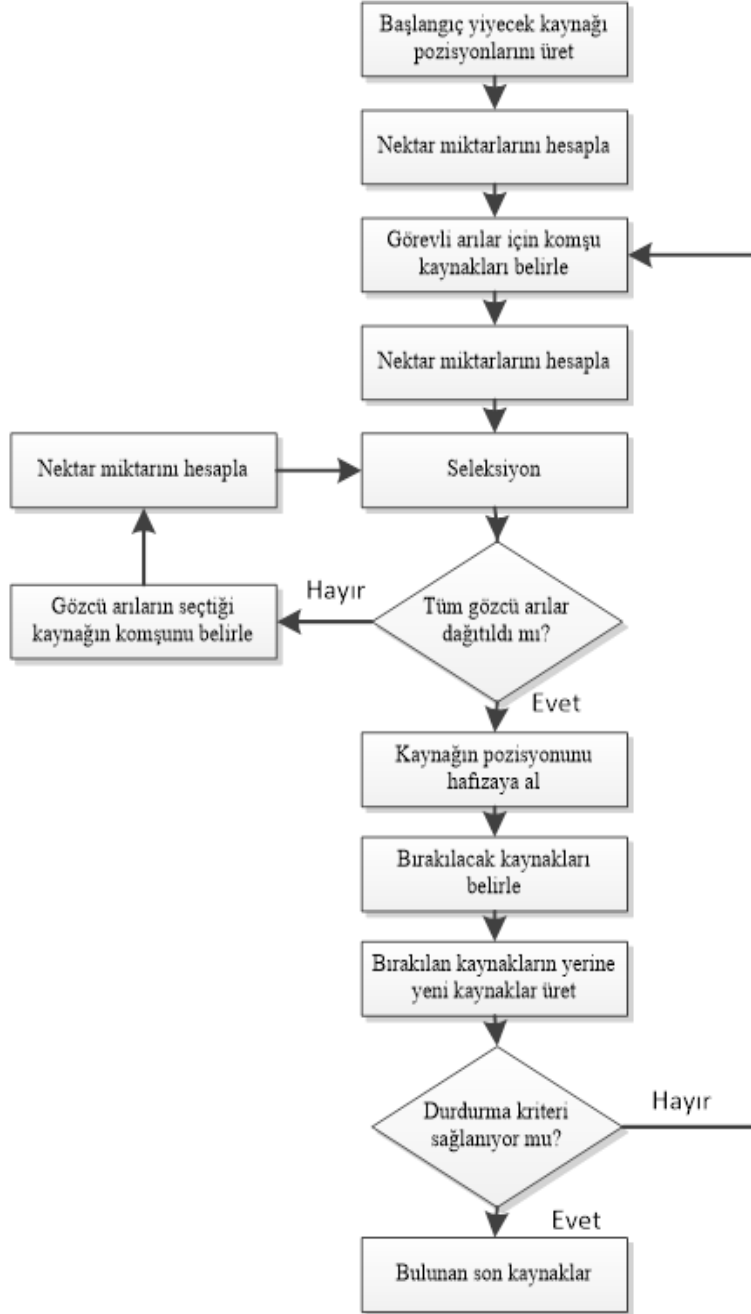 Başlangıç yiyecek kaynağı
pozisyonlarını üret
Nektar miktarlarını hesapla
Görevli arılar için komşu
kaynakları belirle
Nektar miktarlarını hesapla
Nektar miktarını hesapla
Seleksiyon
Gözcü arıların seçtiği
kaynağın komşunu belirle
Hayır
Tüm gözcü arılar
dağıtıldı mı?
Evet
Kaynağın pozisyonunu
hafızaya al
Bırakılacak kaynakları
belirle
Bırakılan kaynakların yerine
yeni kaynaklar üret
Durdurma kriteri
sağlanıyor mu?
Hayır
Evet
Bulunan son kaynaklar